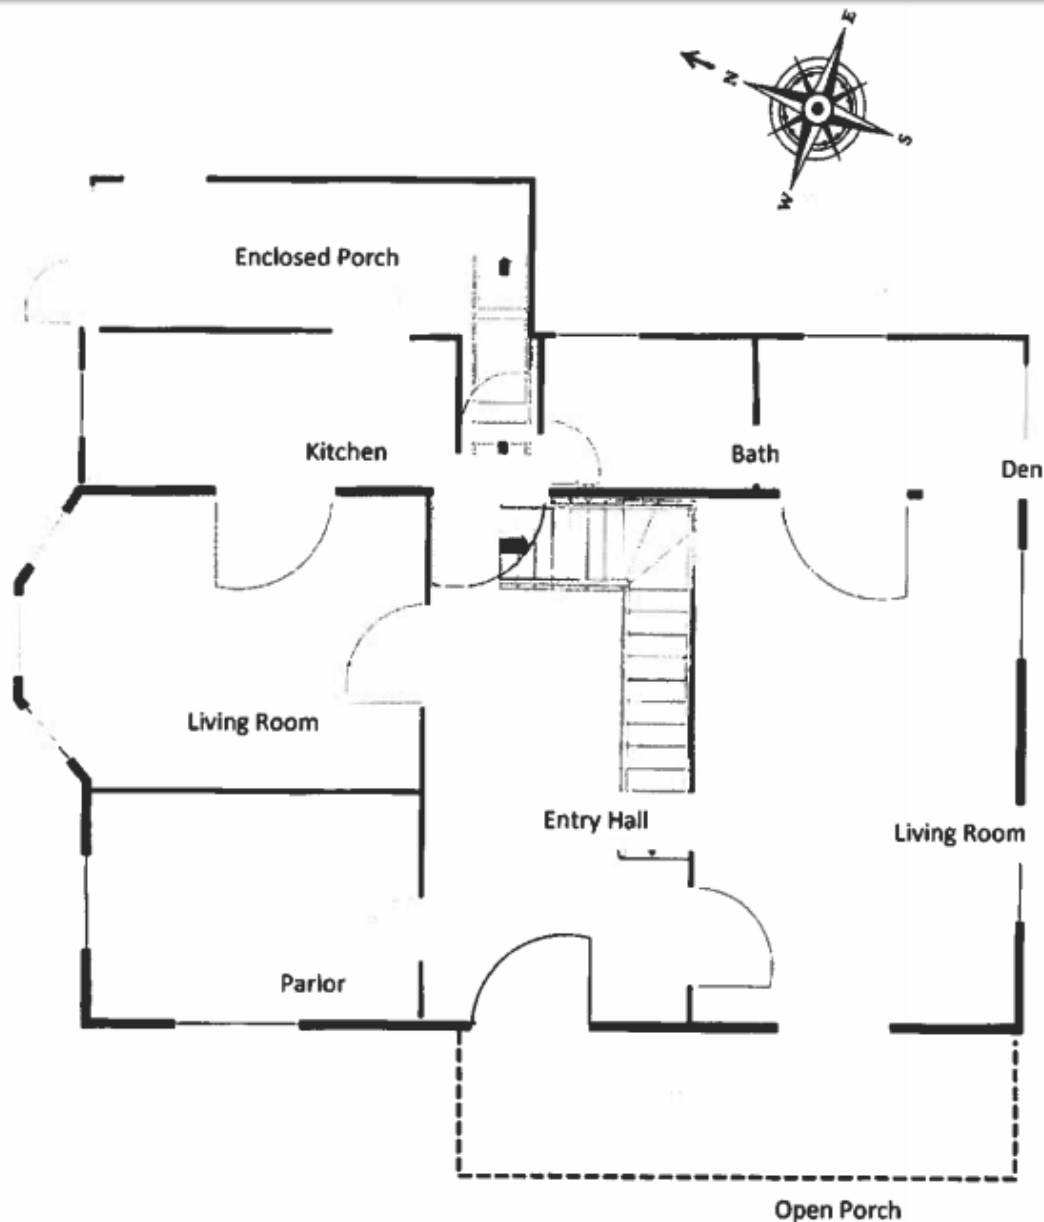 E
N
S
W
Enclosed Porch
Kitchen
Bath
Den
Living Room
Entry Hall
Living Room
Parlor
Open Porch